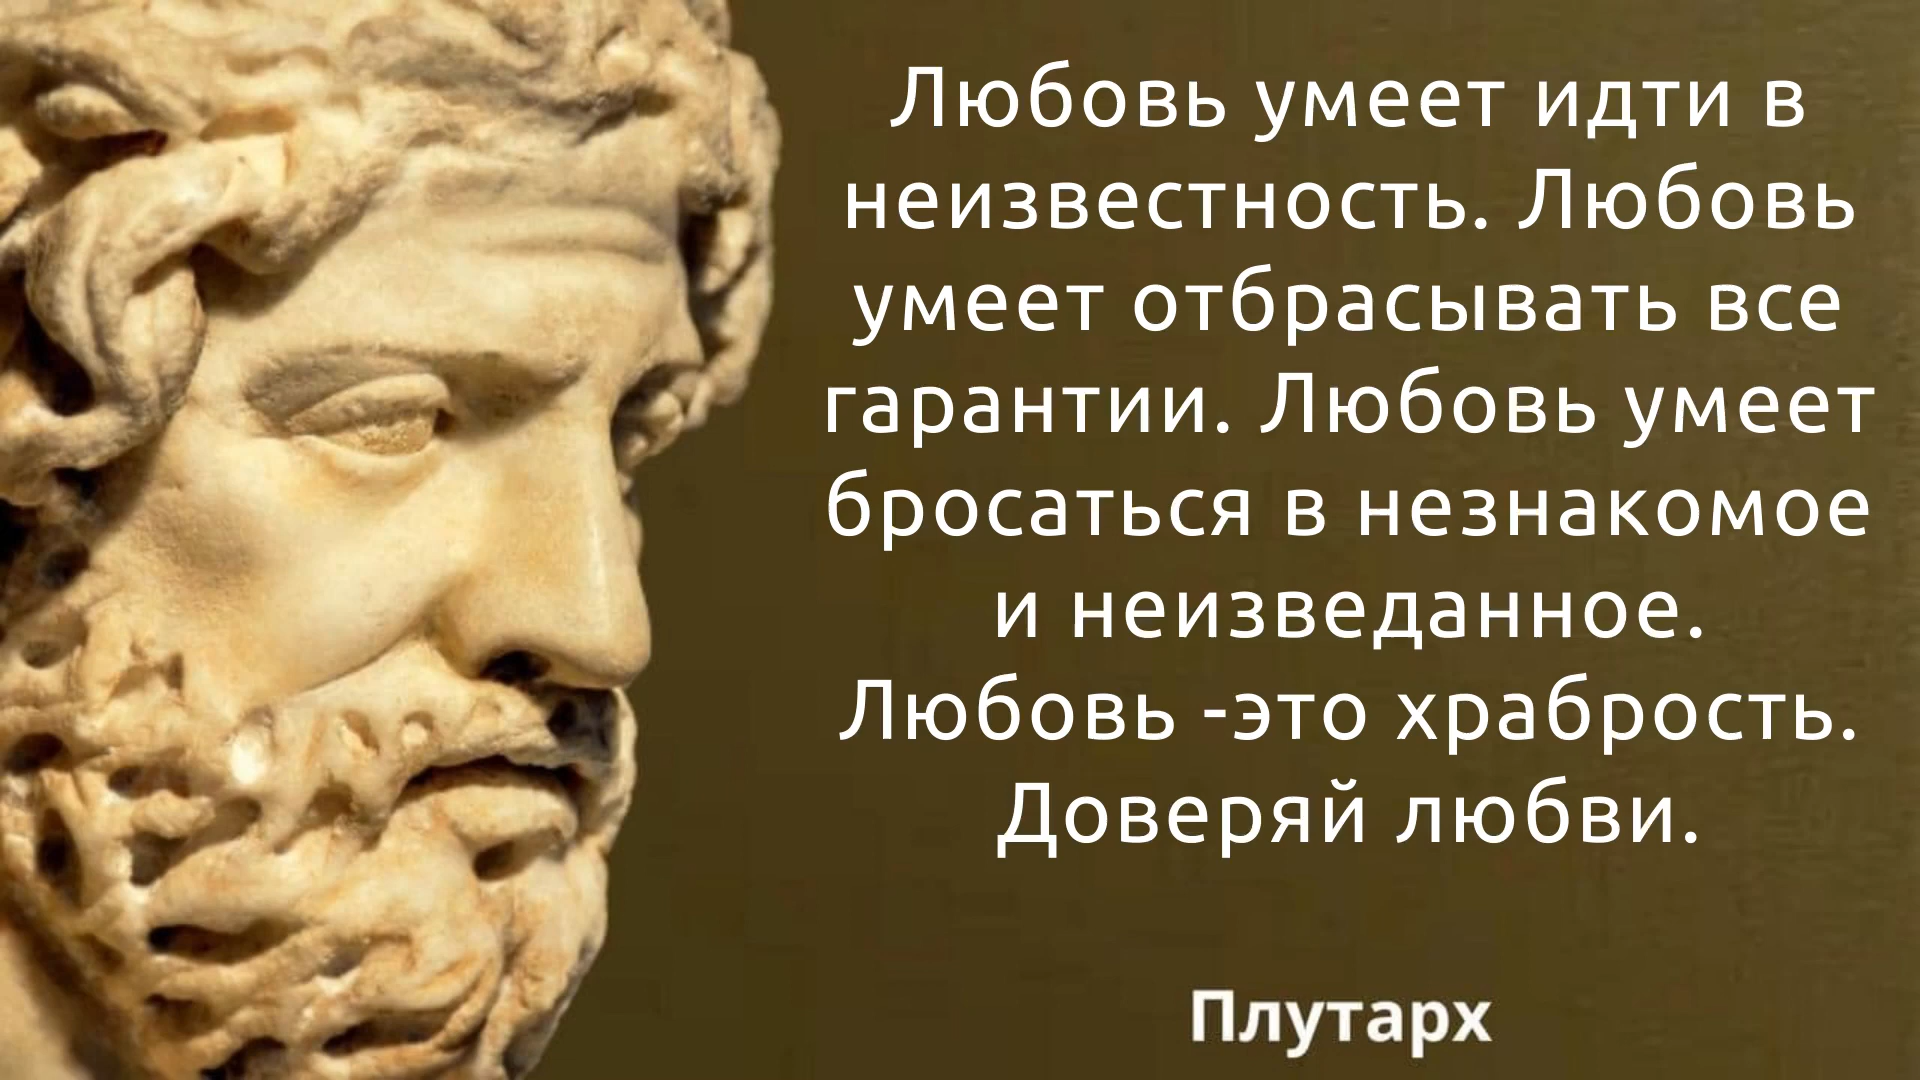 Любовь умеет идти в
неизвестность. Любовь
умеет отбрасывать все
гарантии. Любовь умеет
бросаться в незнакомое
и неизведанное.
Любовь -это храбрость.
Доверяй любви.
Плутарх